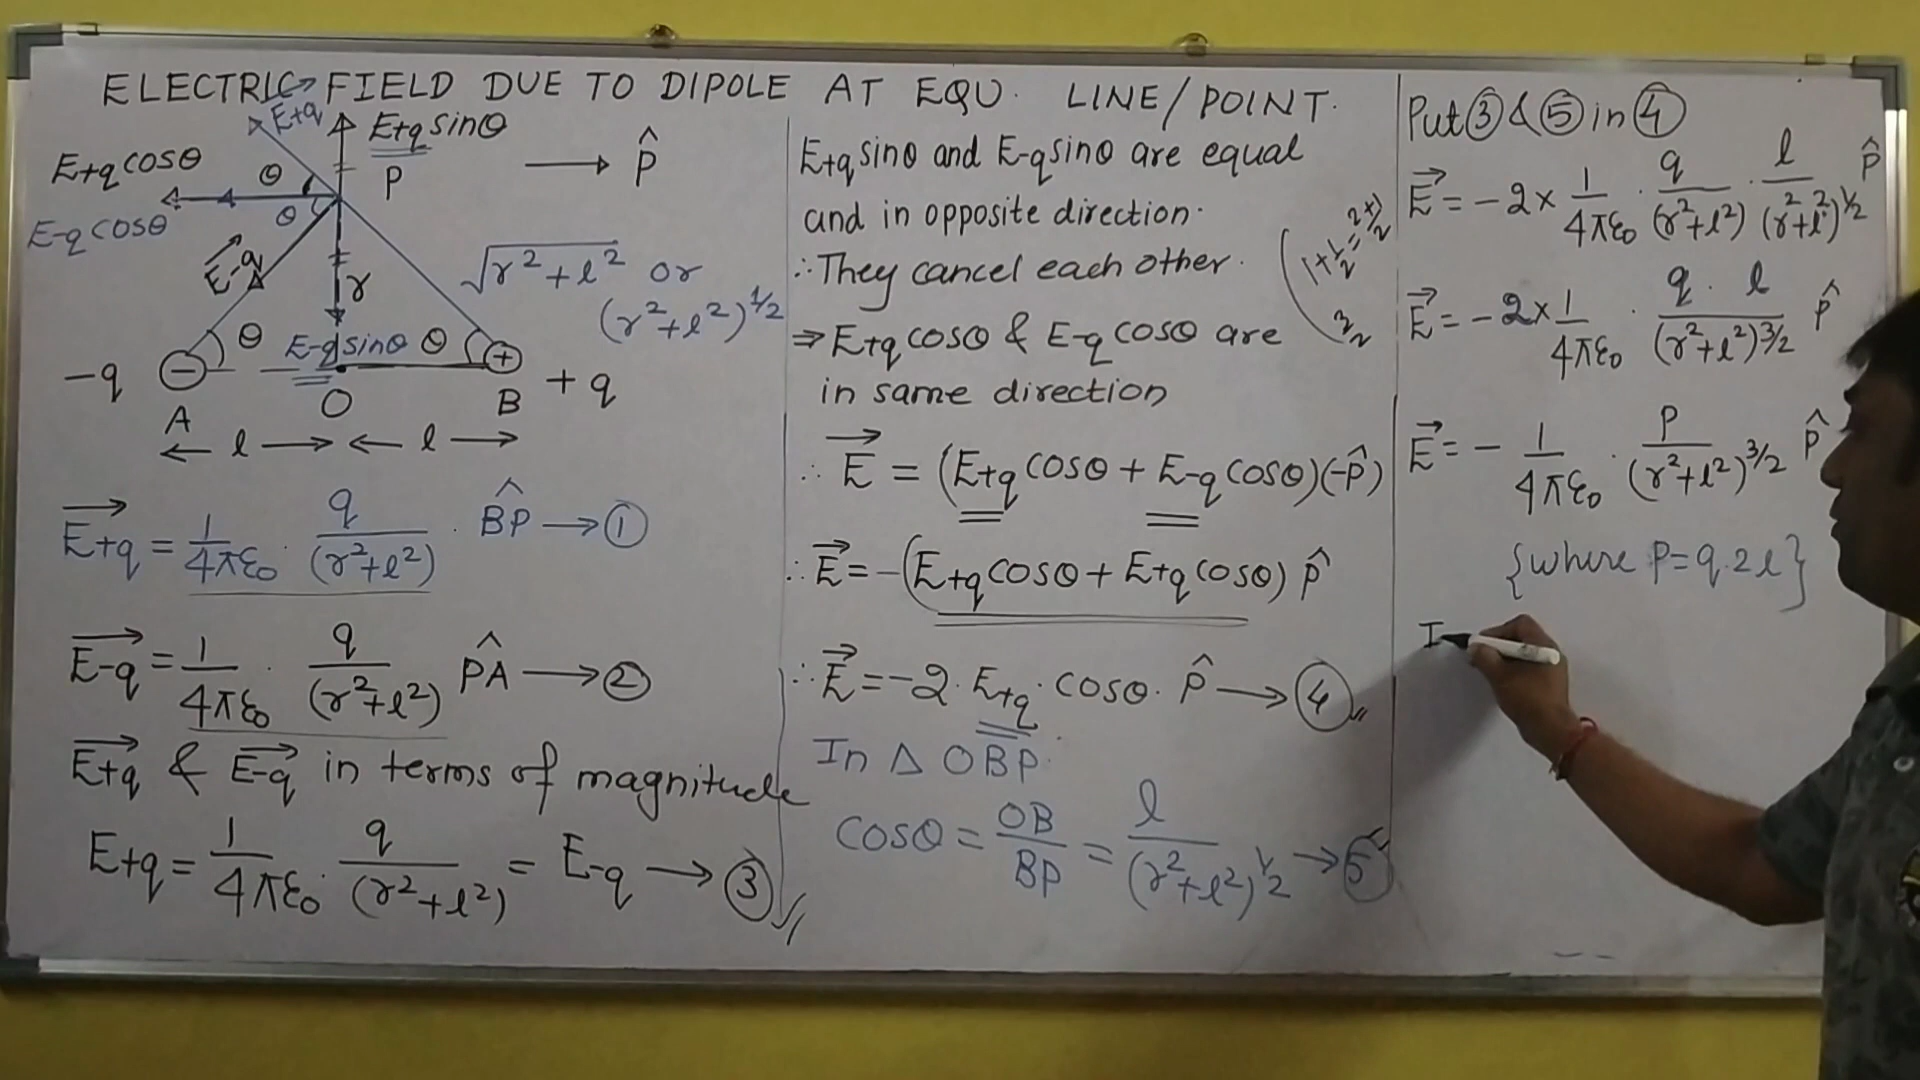 ELECTRIC FIELD DUE TO DIPOLE AT EQU. LINE/POINT.
E+q
E+q sinθ
E+q cosθ
θ
P
→ p̂
E-q cosθ
θ
E-q
r
√r²+l² or
(r²+l²)^1/2
θ
E-q sinθ
θ
-q
−
+
+q
A
O
B
← l → ← l →
E⃗+q = 1/4πε₀ · q/(r²+l²) · B̂P → ①
E⃗-q = 1/4πε₀ · q/(r²+l²) P̂A → ②
E⃗+q & E⃗-q in terms of magnitude
E+q = 1/4πε₀ · q/(r²+l²) = E-q → ③
E+q sinθ and E-q sinθ are equal
and in opposite direction.
∴ They cancel each other.
⇒ E+q cosθ & E-q cosθ are
in same direction
∴ E⃗ = (E+q cosθ + E-q cosθ)(-p̂)
∴ E⃗ = -(E+q cosθ + E+q cosθ) p̂
∴ E⃗ = -2 · E+q · cosθ · p̂ → ④
In Δ OBP.
cosθ = OB/BP = l/(r²+l²)^1/2 → ⑤
1+1/2 = 2+1/2
3/2
Put ③ & ⑤ in ④
E⃗ = -2 × 1/4πε₀ · q/(r²+l²) · l/(r²+l²)^1/2 p̂
E⃗ = -2 × 1/4πε₀ · q · l/(r²+l²)^3/2 p̂
E⃗ = - 1/4πε₀ · P/(r²+l²)^3/2 p̂
{where P = q.2l}
I